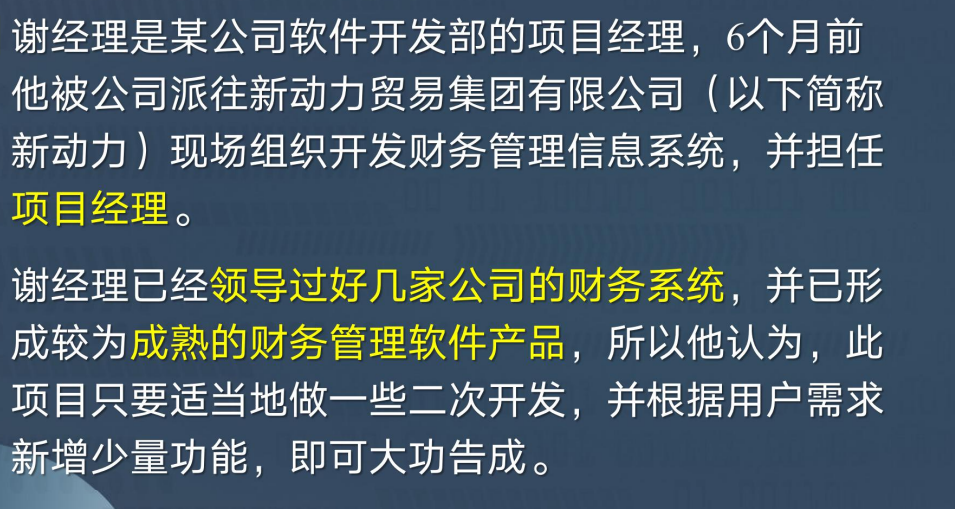 谢经理是某公司软件开发部的项目经理，6个月前
他被公司派往新动力贸易集团有限公司（以下简称
新动力）现场组织开发财务管理信息系统，并担任
项目经理。
谢经理已经领导过好几家公司的财务系统，并已形
成较为成熟的财务管理软件产品，所以他认为，此
项目只要适当地做一些二次开发，并根据用户需求
新增少量功能，即可大功告成。